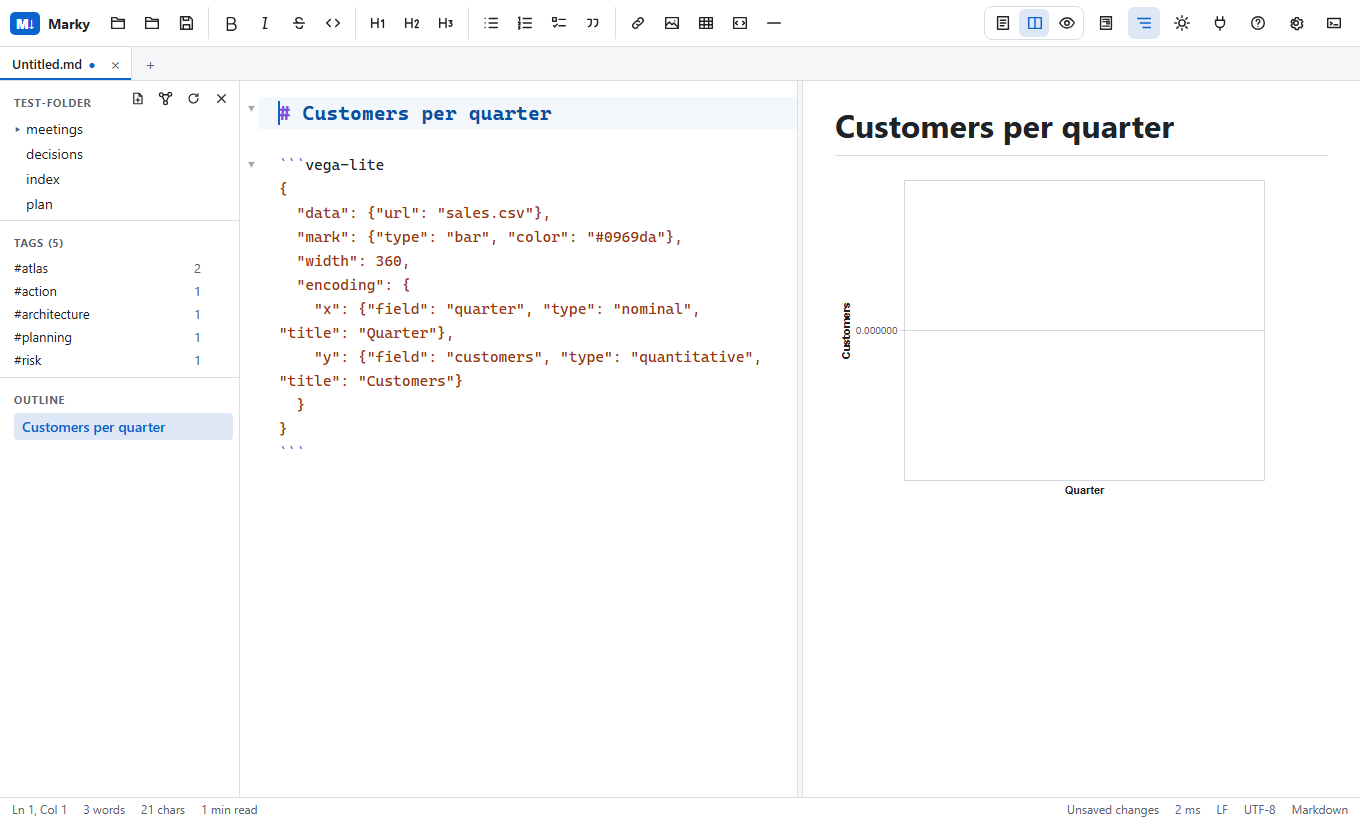 M↓ Marky
B I S <> H1 H2 H3
Untitled.md
TEST-FOLDER
meetings
decisions
index
plan
TAGS (5)
#atlas 2
#action 1
#architecture 1
#planning 1
#risk 1
OUTLINE
Customers per quarter
# Customers per quarter
```vega-lite
{
  "data": {"url": "sales.csv"},
  "mark": {"type": "bar", "color": "#0969da"},
  "width": 360,
  "encoding": {
    "x": {"field": "quarter", "type": "nominal",
"title": "Quarter"},
    "y": {"field": "customers", "type": "quantitative",
"title": "Customers"}
  }
}
```
Customers per quarter
Customers
0.000000
Quarter
Ln 1, Col 1 3 words 21 chars 1 min read
Unsaved changes 2 ms LF UTF-8 Markdown